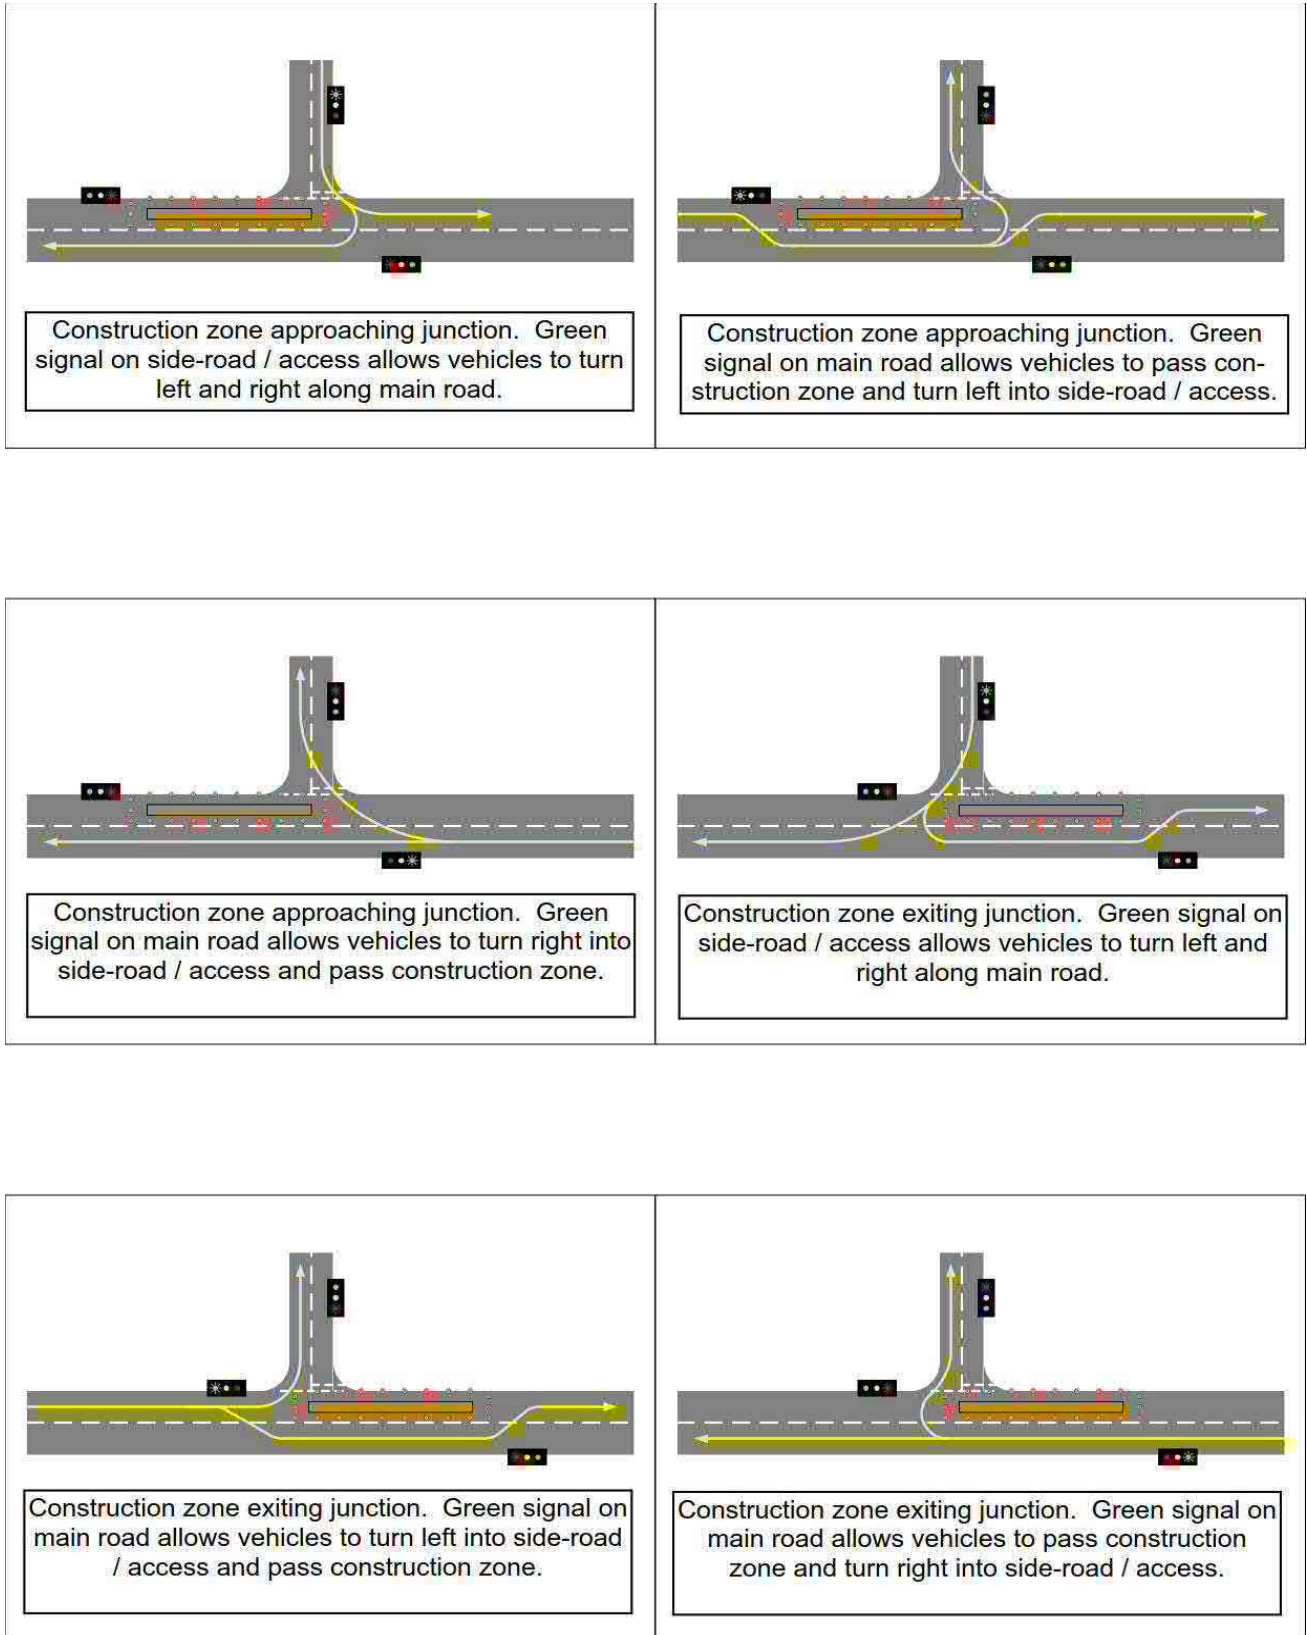 Construction zone approaching junction.  Green
signal on side-road / access allows vehicles to turn
left and right along main road.
Construction zone approaching junction.  Green
signal on main road allows vehicles to pass con-
struction zone and turn left into side-road / access.
Construction zone approaching junction.  Green
signal on main road allows vehicles to turn right into
side-road / access and pass construction zone.
Construction zone exiting junction.  Green signal on
side-road / access allows vehicles to turn left and
right along main road.
Construction zone exiting junction.  Green signal on
main road allows vehicles to turn left into side-road
/ access and pass construction zone.
Construction zone exiting junction.  Green signal on
main road allows vehicles to pass construction
zone and turn right into side-road / access.